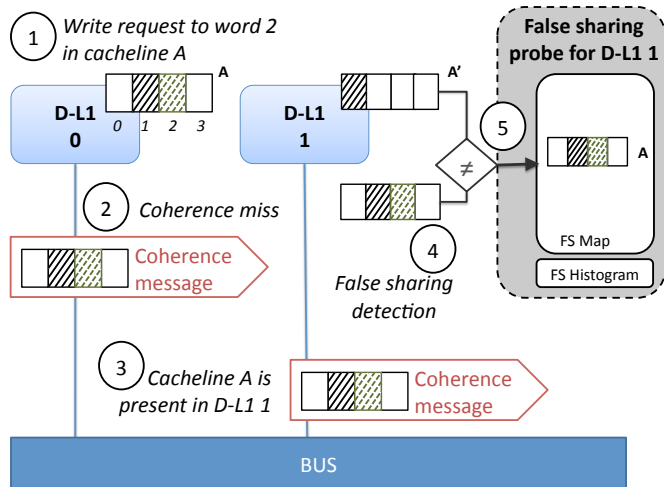 1
Write request to word 2
in cacheline A
A
D-L1
0
0 1 2 3
D-L1
1
A’
5
≠
False sharing
probe for D-L1 1
A
FS Map
FS Histogram
2
Coherence miss
Coherence
message
4
False sharing
detection
3
Cacheline A is
present in D-L1 1
Coherence
message
BUS